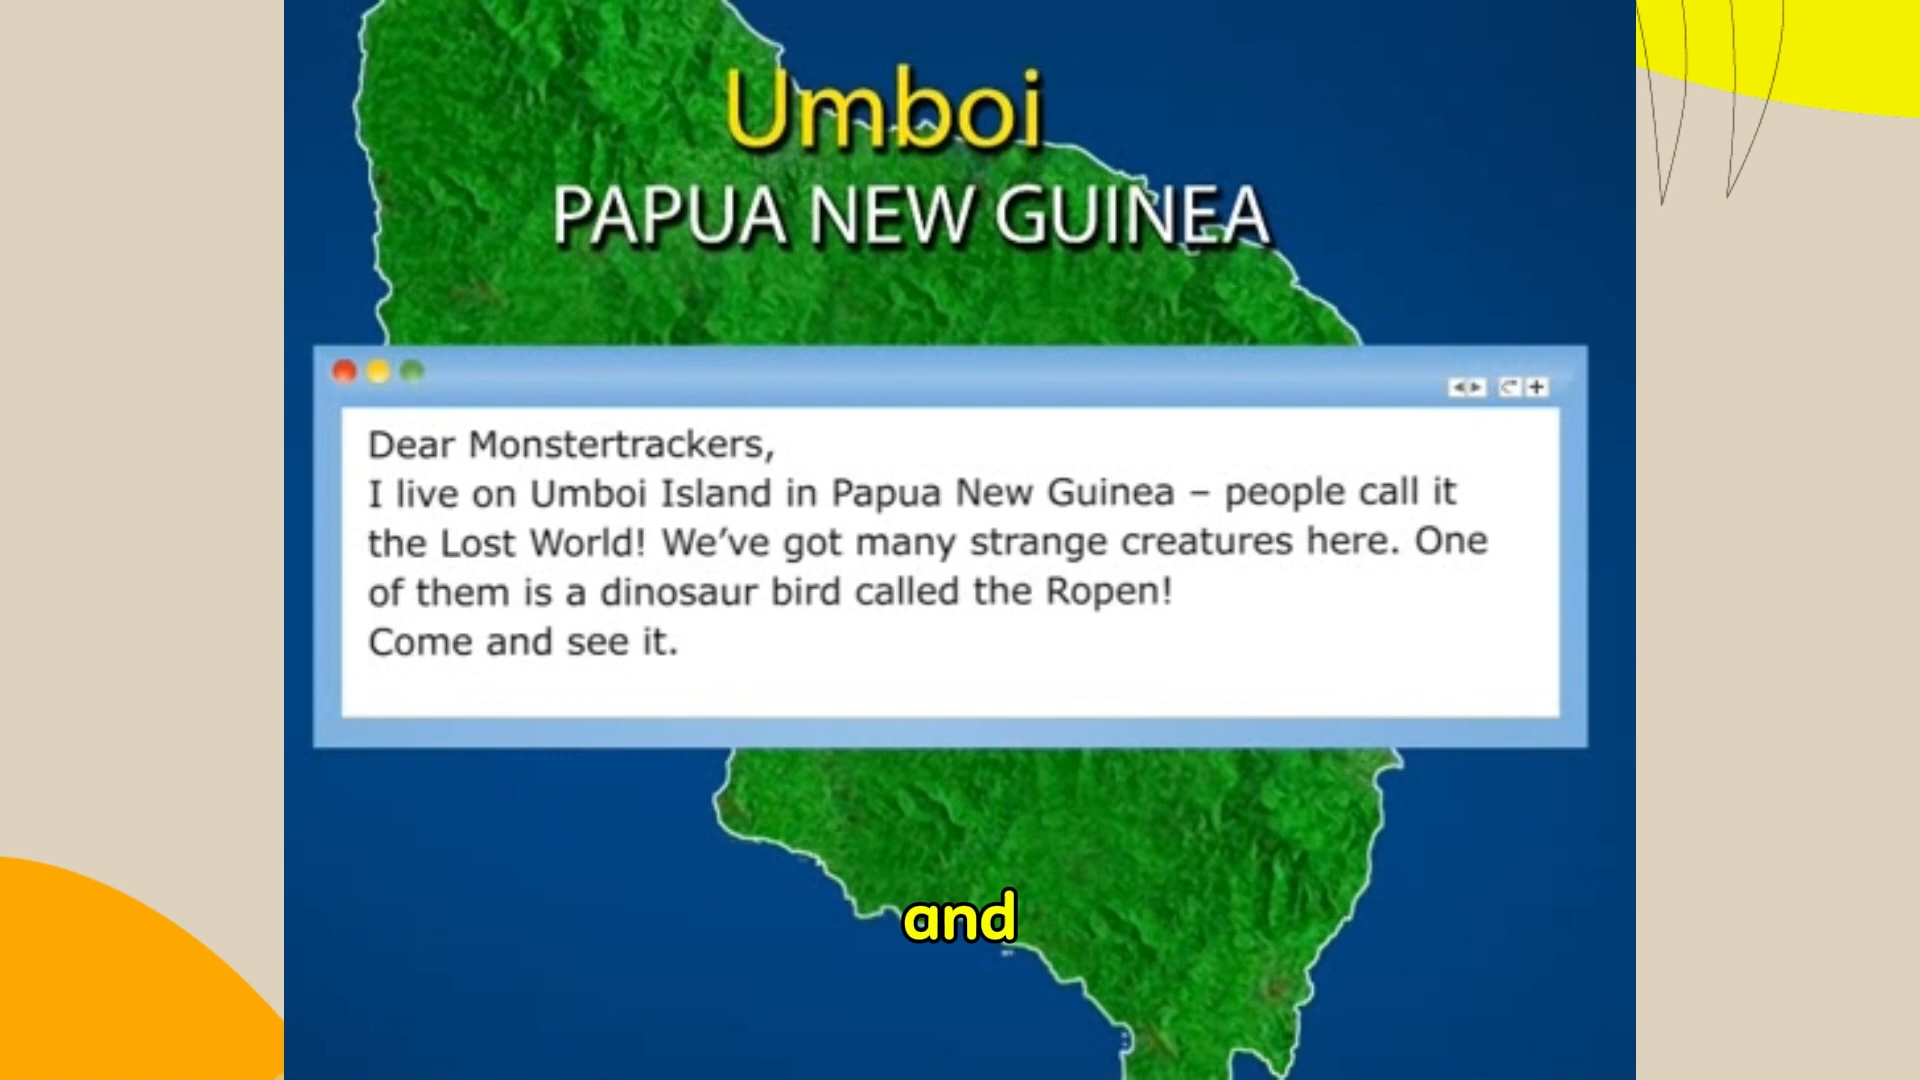 Umboi
PAPUA NEW GUINEA
Dear Monstertrackers,
I live on Umboi Island in Papua New Guinea – people call it
the Lost World! We’ve got many strange creatures here. One
of them is a dinosaur bird called the Ropen!
Come and see it.
and